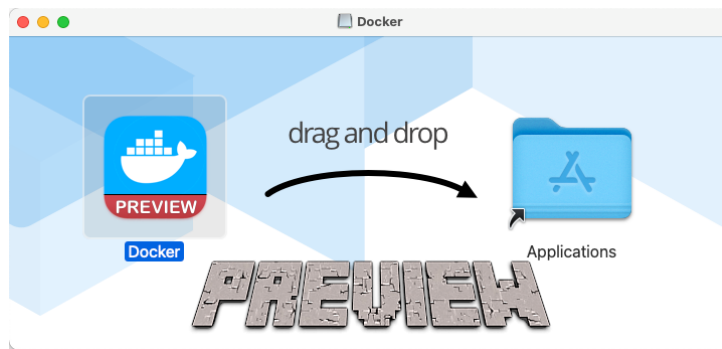 Docker
drag and drop
PREVIEW
Docker
Applications
PREVIEW